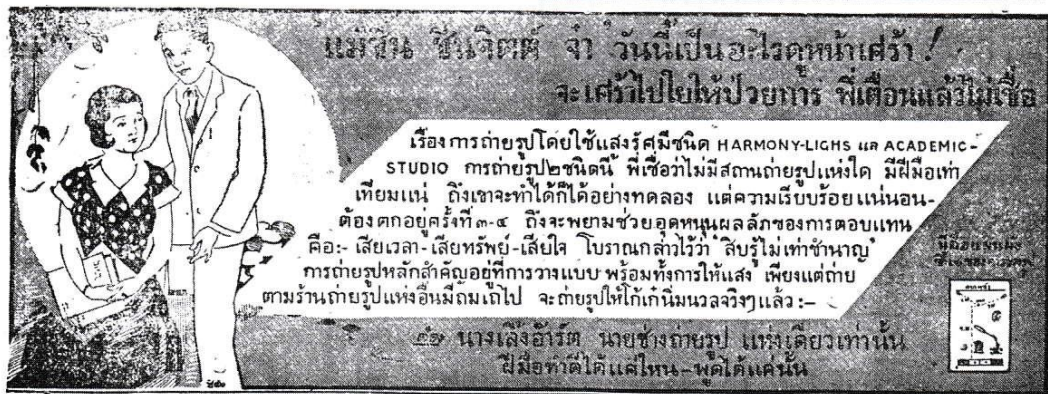 แม่ชื่น ชื่นจิตต์ จ๋า วันนี้เป็นอะไรดูหน้าเศร้า!
จะเศร้าไปใยให้ป่วยการ พี่เตือนแล้วไม่เชื่อ
เรื่องการถ่ายรูปโดยใช้แสงรัศมีชนิด HARMONY-LIGHS แล ACADEMIC-
STUDIO การถ่ายรูป๒ชนิดนี้ พี่เชื่อว่าไม่มีสถานถ่ายรูปแห่งใด มีฝีมือเท่า
เทียมแน่ ถึงเขาจะทำได้ก็ได้อย่างทดลอง แต่ความเรียบร้อยแน่นอน-
ต้องตกอยู่ครั้งที่๓-๔ ถึงจะพยามช่วยอุดหนุนผลลัภของการตอบแทน
คือ:- เสียเวลา-เสียทรัพย์-เสียใจ โบราณกล่าวไว้ว่า สิบรู้ไม่เท่าชำนาญ
การถ่ายรูปหลักสำคัญอยู่ที่การวางแบบ พร้อมทั้งการให้แสง เพียงแต่ถ่าย
ตามร้านถ่ายรูปแห่งอื่นมีถมเถไป จะถ่ายรูปให้โก้เก๋นิ่มนวลจริงๆแล้ว:—
นางเลิ้งอ๊าร์ต นายช่างถ่ายรูป แห่งเดียวเท่านั้น
ฝีมือทำดีได้แค่ไหน-พูดได้แค่นั้น